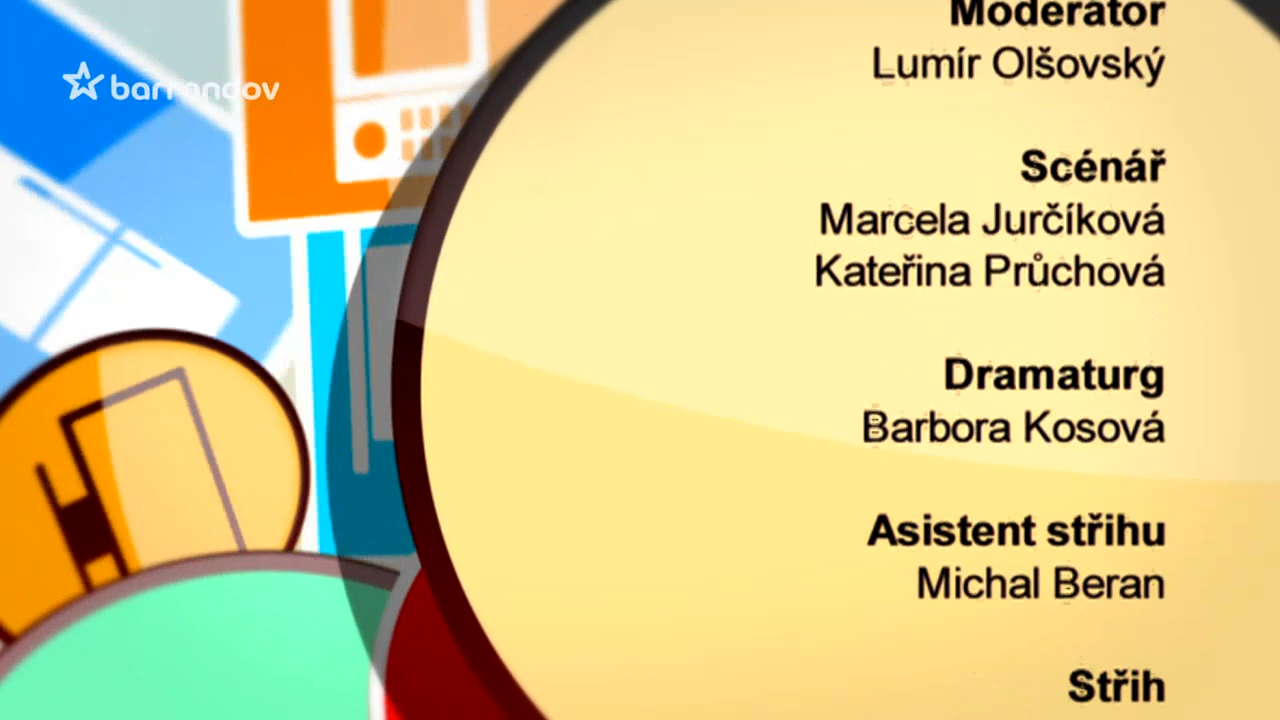 barrandov
Moderátor
Lumír Olšovský
Scénář
Marcela Jurčíková
Kateřina Průchová
Dramaturg
Barbora Kosová
Asistent střihu
Michal Beran
Střih